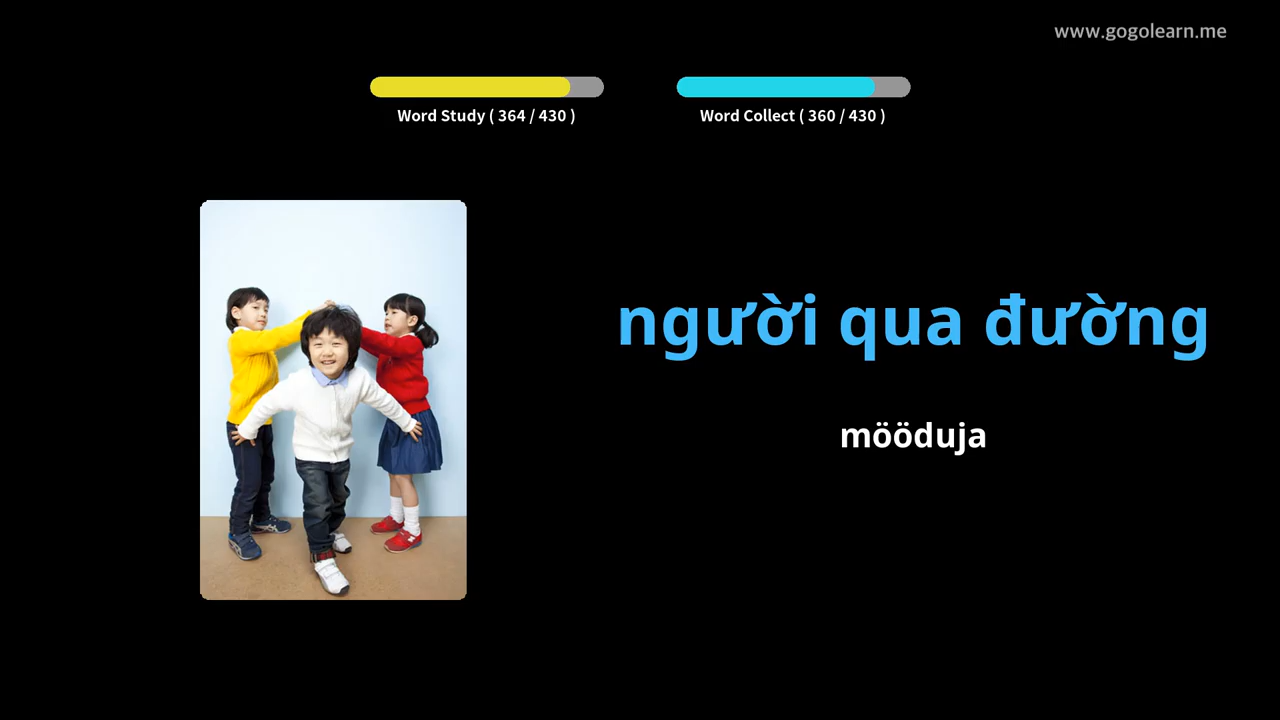 www.gogolearn.me
Word Study ( 364 / 430 )
Word Collect ( 360 / 430 )
người qua đường
mööduja